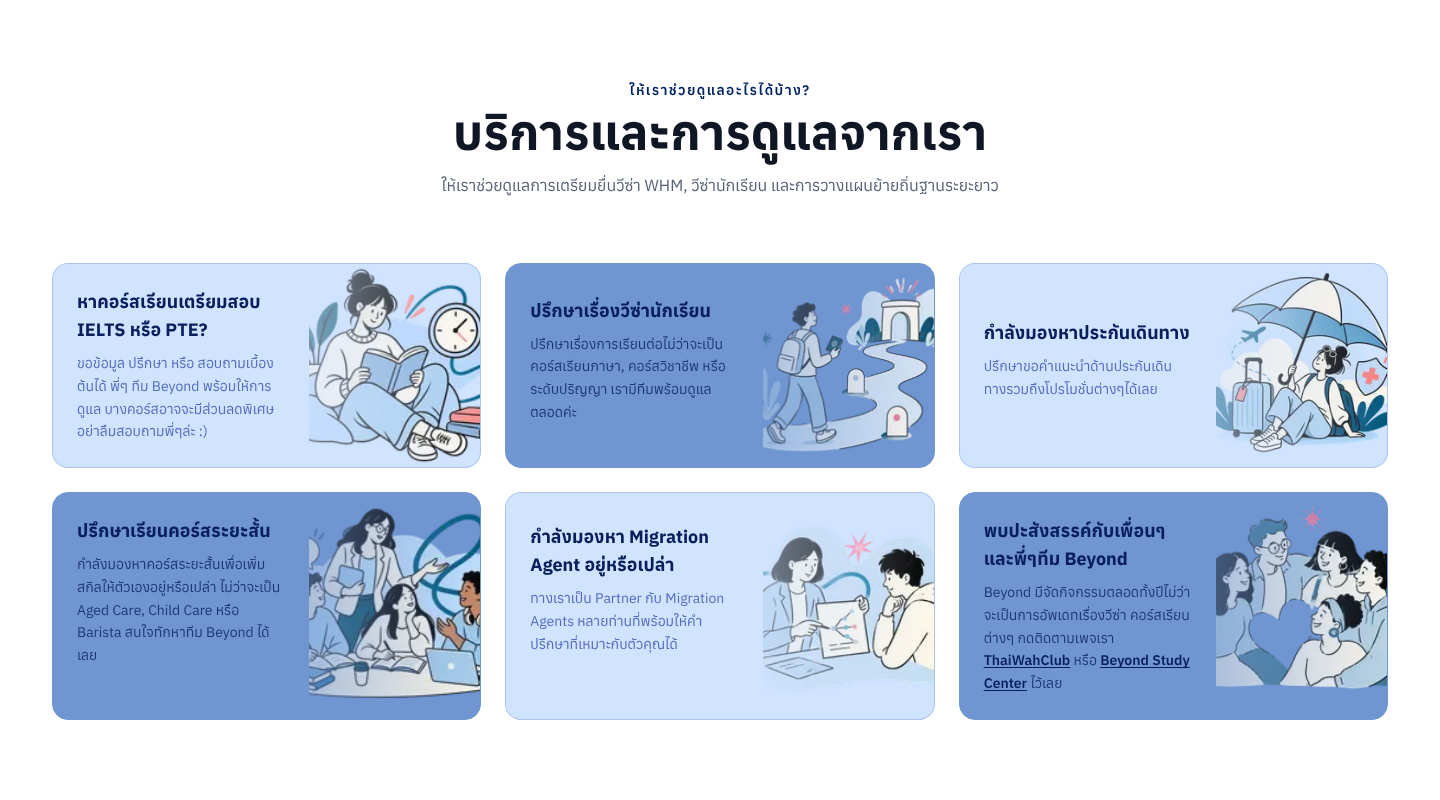 ให้เราช่วยดูแลอะไรได้บ้าง?
บริการและการดูแลจากเรา
ให้เราช่วยดูแลการเตรียมยื่นวีซ่า WHM, วีซ่านักเรียน และการวางแผนย้ายถิ่นฐานระยะยาว
หาคอร์สเรียนเตรียมสอบ
IELTS หรือ PTE?
ขอข้อมูล ปรึกษา หรือ สอบถามเบื้อง
ต้นได้ พี่ๆ ทีม Beyond พร้อมให้การ
ดูแล บางคอร์สอาจจะมีส่วนลดพิเศษ
อย่าลืมสอบถามพี่ๆล่ะ :)
ปรึกษาเรื่องวีซ่านักเรียน
ปรึกษาเรื่องการเรียนต่อไม่ว่าจะเป็น
คอร์สเรียนภาษา, คอร์สวิชาชีพ หรือ
ระดับปริญญา เรามีทีมพร้อมดูแล
ตลอดค่ะ
กำลังมองหาประกันเดินทาง
ปรึกษาขอคำแนะนำด้านประกันเดิน
ทางรวมถึงโปรโมชั่นต่างๆได้เลย
ปรึกษาเรียนคอร์สระยะสั้น
กำลังมองหาคอร์สระยะสั้นเพื่อเพิ่ม
สกิลให้ตัวเองอยู่หรือเปล่า ไม่ว่าจะเป็น
Aged Care, Child Care หรือ
Barista สนใจทักหาทีม Beyond ได้
เลย
กำลังมองหา Migration
Agent อยู่หรือเปล่า
ทางเราเป็น Partner กับ Migration
Agents หลายท่านที่พร้อมให้คำ
ปรึกษาที่เหมาะกับตัวคุณได้
พบปะสังสรรค์กับเพื่อนๆ
และพี่ๆทีม Beyond
Beyond มีจัดกิจกรรมตลอดทั้งปีไม่ว่า
จะเป็นการอัพเดทเรื่องวีซ่า คอร์สเรียน
ต่างๆ กดติดตามเพจเรา
ThaiWahClub หรือ Beyond Study
Center ไว้เลย